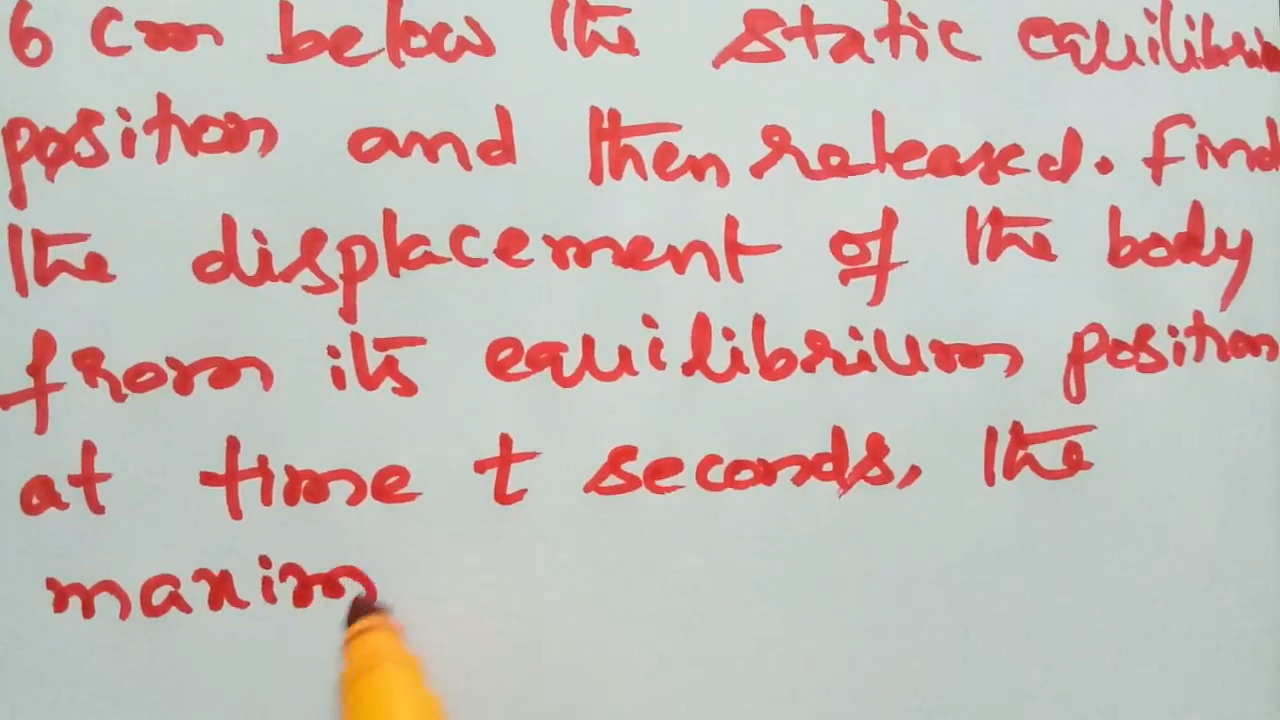 6 cm below the static equilibrium
position and then released. Find
the displacement of the body
from its equilibrium position
at time t seconds, the
maxim